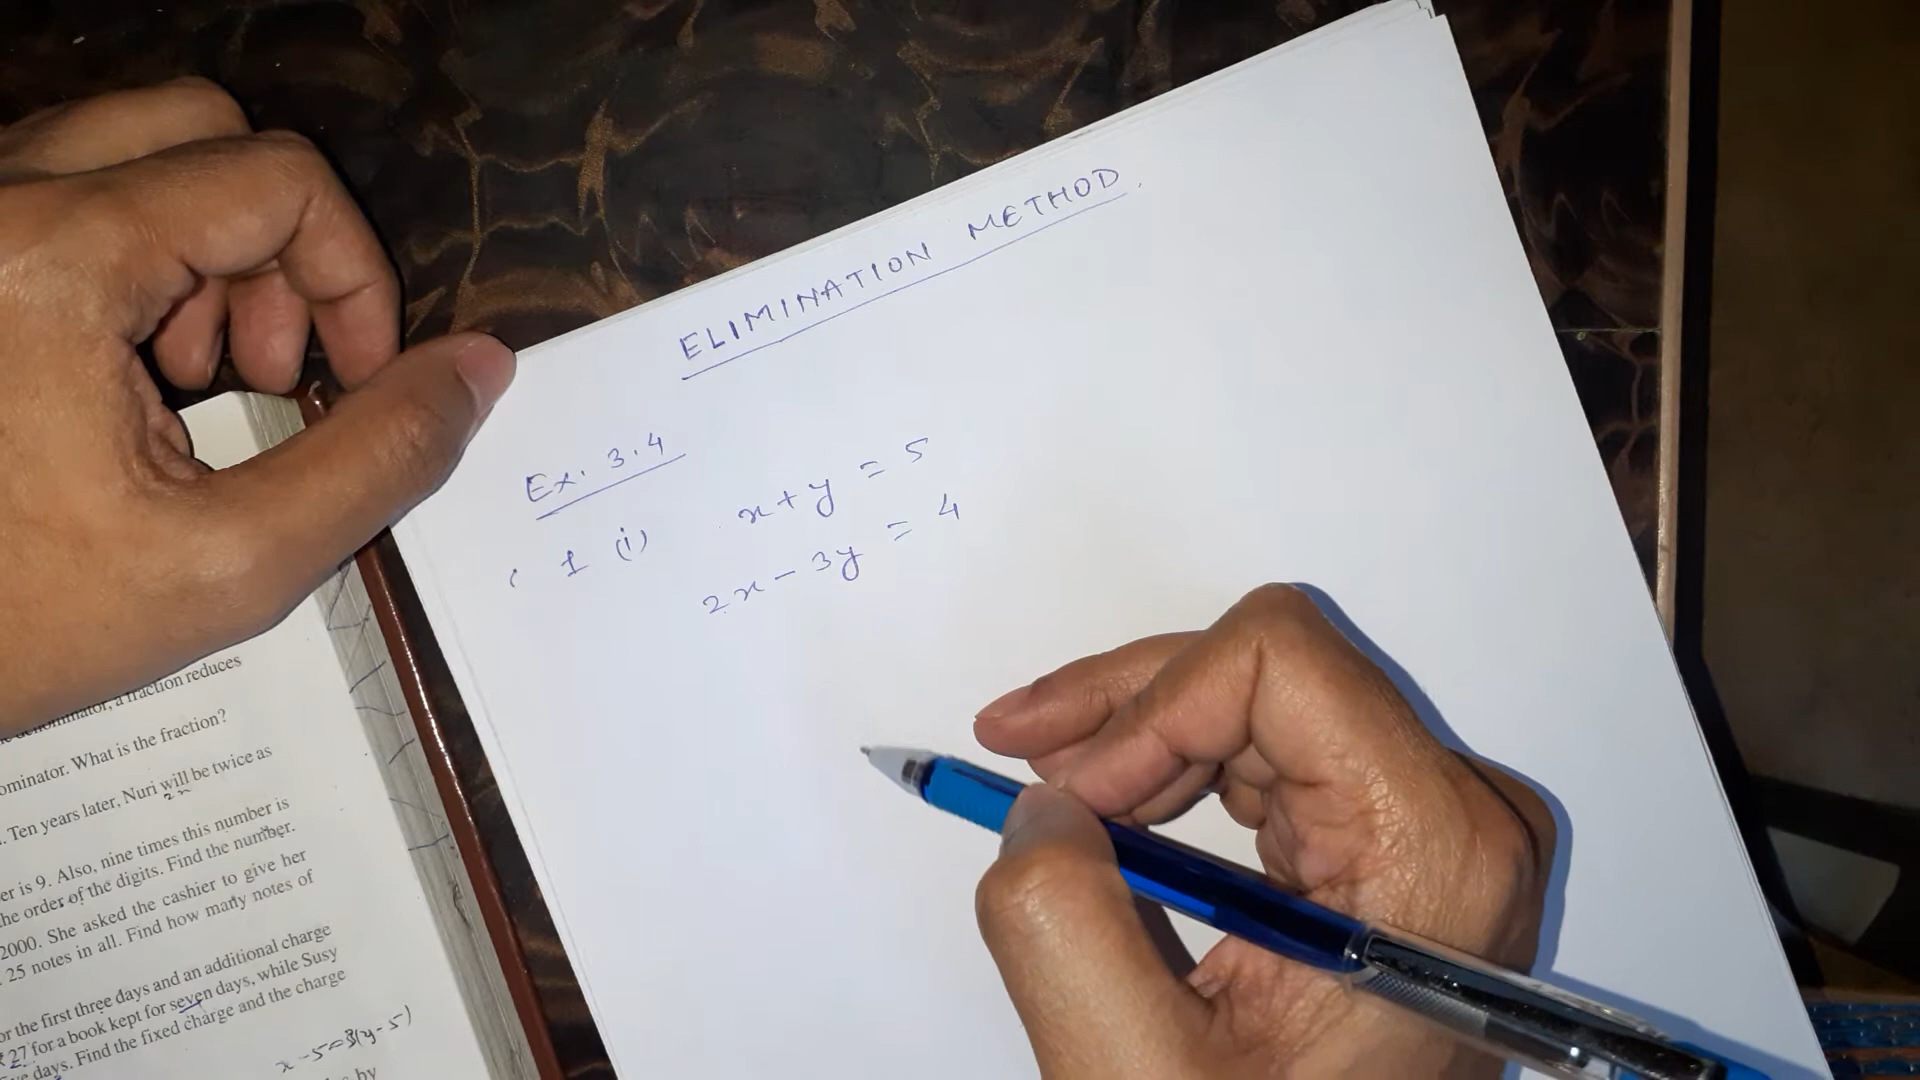 ELIMINATION METHOD.
Ex. 3.4
1 (i) x + y = 5
2x - 3y = 4
a fraction reduces
ominator. What is the fraction?
. Ten years later, Nuri will be twice as
2x
er is 9. Also, nine times this number is
he order of the digits. Find the number.
2000. She asked the cashier to give her
25 notes in all. Find how many notes of
or the first three days and an additional charge
₹27 for a book kept for seven days, while Susy
days. Find the fixed charge and the charge
x - 5 = 3(y - 5)
by